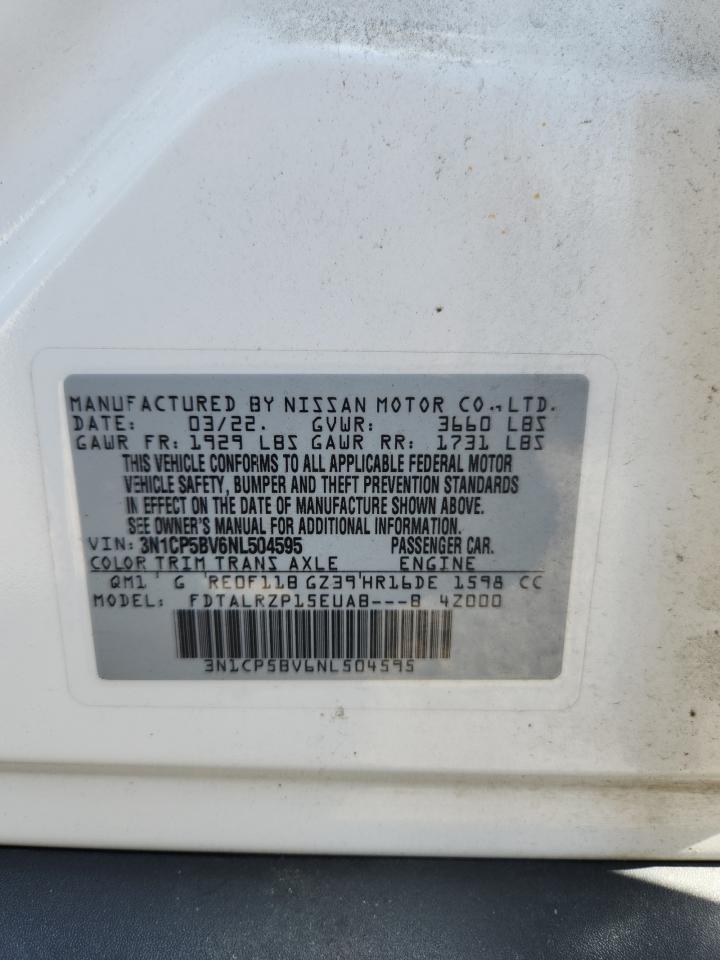 MANUFACTURED BY NISSAN MOTOR CO., LTD.
DATE: 03/22. GVWR: 3660 LBS
GAWR FR: 1929 LBS GAWR RR: 1731 LBS
THIS VEHICLE CONFORMS TO ALL APPLICABLE FEDERAL MOTOR
VEHICLE SAFETY, BUMPER AND THEFT PREVENTION STANDARDS
IN EFFECT ON THE DATE OF MANUFACTURE SHOWN ABOVE.
SEE OWNER'S MANUAL FOR ADDITIONAL INFORMATION.
VIN: 3N1CP5BV6NL504595 PASSENGER CAR.
COLOR TRIM TRANS AXLE ENGINE
QM1 G RE0F11B GZ39 HR16DE 1598 CC
MODEL: FDTALRZP15EUAB---B 4Z000
3N1CP5BV6NL504595